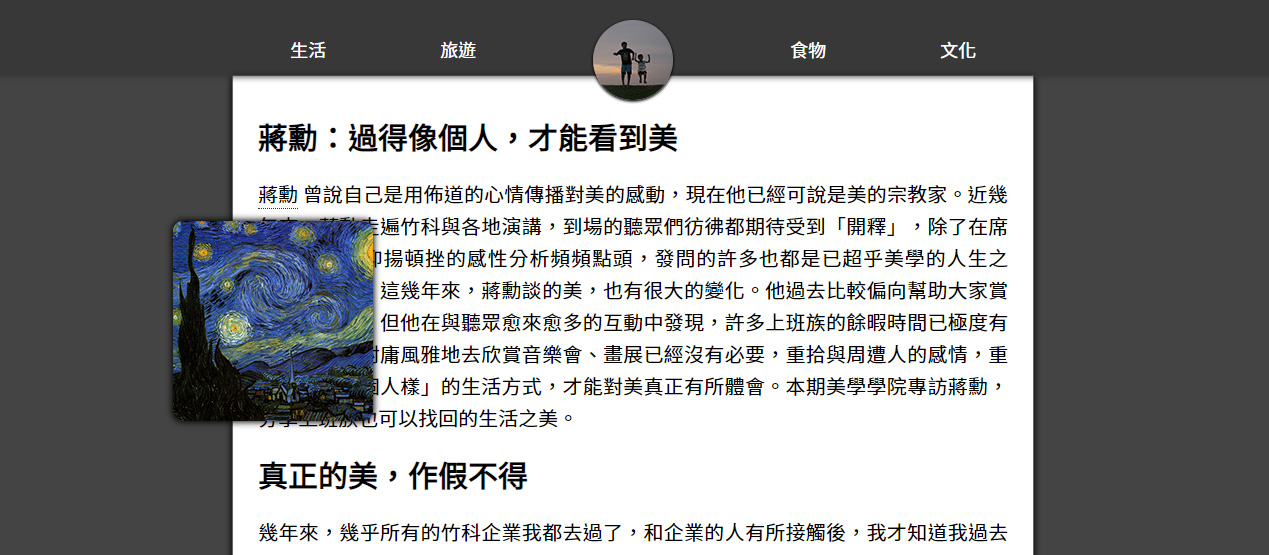 生活
旅遊
食物
文化
蔣勳：過得像個人，才能看到美
蔣勳 曾說自己是用佈道的心情傳播對美的感動，現在他已經可說是美的宗教家。近幾
走遍竹科與各地演講，到場的聽眾們彷彿都期待受到「開釋」，除了在席
揚頓挫的感性分析頻頻點頭，發問的許多也都是已超乎美學的人生之
這幾年來，蔣勳談的美，也有很大的變化。他過去比較偏向幫助大家賞
但他在與聽眾愈來愈多的互動中發現，許多上班族的餘暇時間已極度有
庸風雅地去欣賞音樂會、畫展已經沒有必要，重拾與周遭人的感情，重
人樣」的生活方式，才能對美真正有所體會。本期美學學院專訪蔣勳，
也可以找回的生活之美。
真正的美，作假不得
幾年來，幾乎所有的竹科企業我都去過了，和企業的人有所接觸後，我才知道我過去